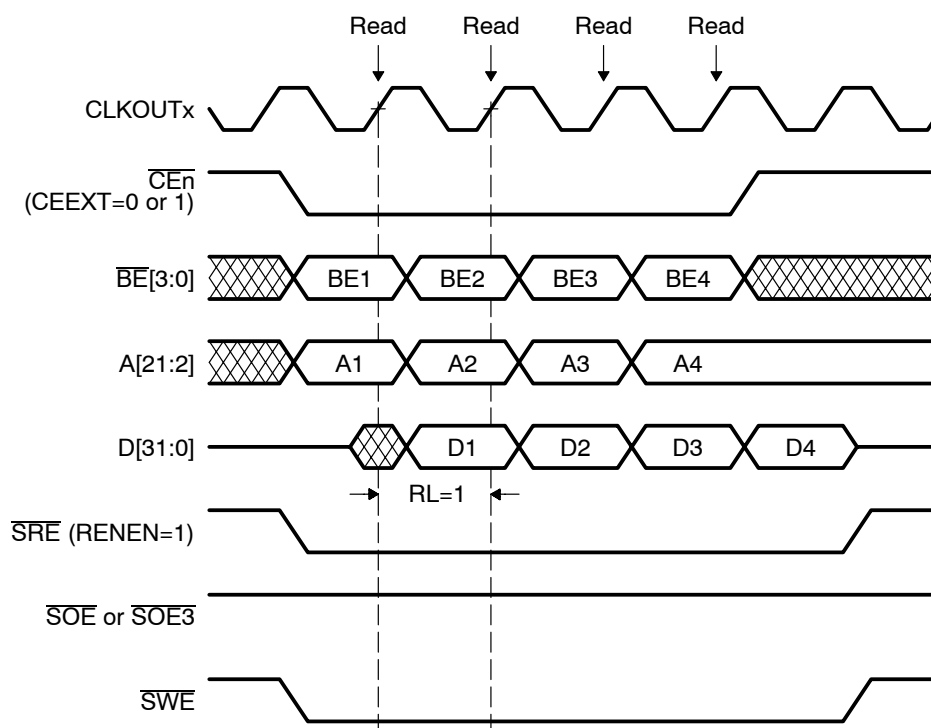 Read Read Read Read
CLKOUTx
CEn
(CEEXT=0 or 1)
BE[3:0] BE1 BE2 BE3 BE4
A[21:2] A1 A2 A3 A4
D[31:0] D1 D2 D3 D4
RL=1
SRE (RENEN=1)
SOE or SOE3
SWE